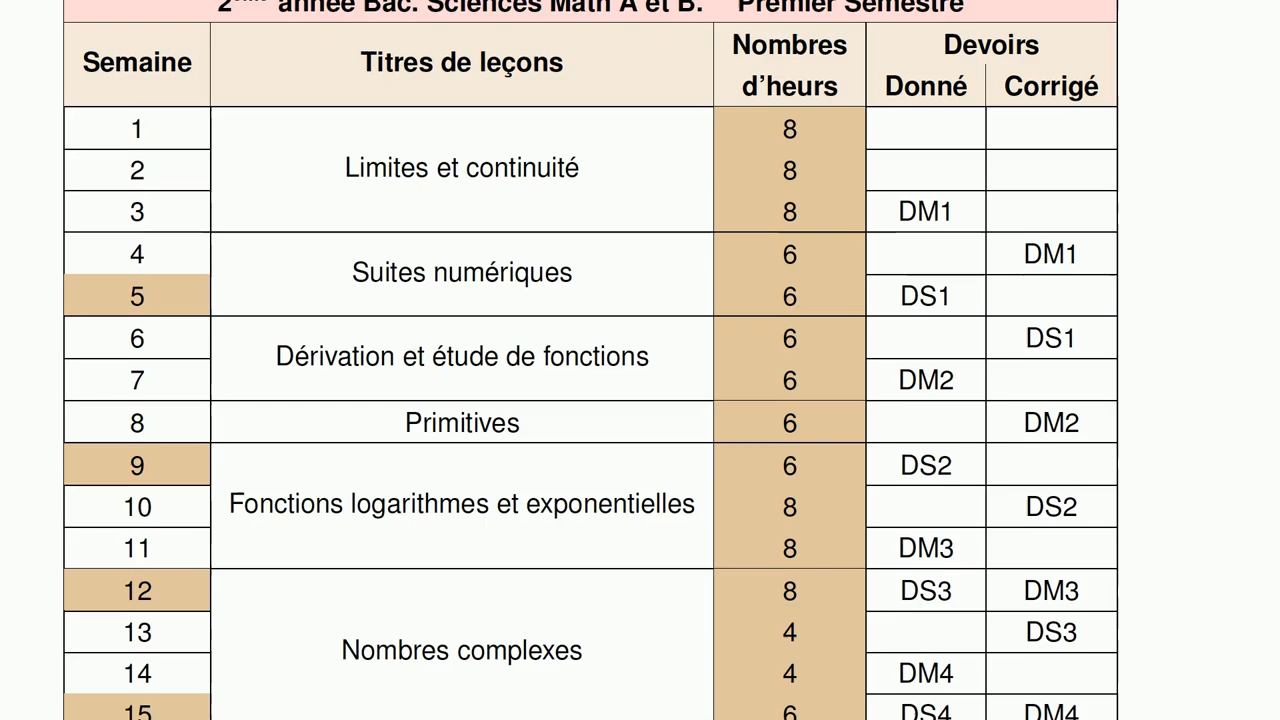 2ème année Bac. Sciences Math A et B. Premier Semestre
Semaine Titres de leçons Nombres d’heurs Devoirs
Donné Corrigé
1 Limites et continuité 8
2 8
3 8 DM1
4 Suites numériques 6 DM1
5 6 DS1
6 Dérivation et étude de fonctions 6 DS1
7 6 DM2
8 Primitives 6 DM2
9 Fonctions logarithmes et exponentielles 6 DS2
10 8 DS2
11 8 DM3
12 Nombres complexes 8 DS3 DM3
13 4 DS3
14 4 DM4
15 6 DS4 DM4